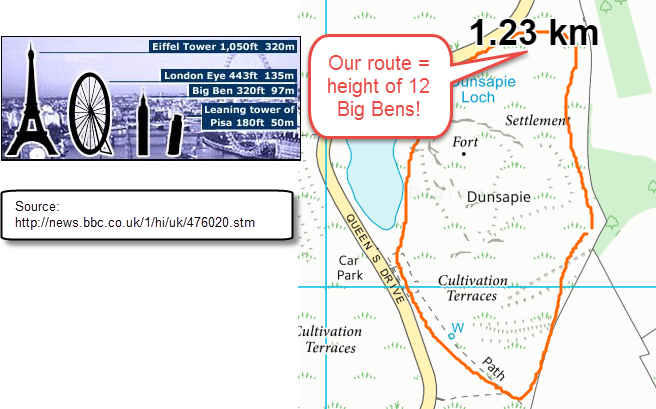 Eiffel Tower 1,050ft 320m
London Eye 443ft 135m
Big Ben 320ft 97m
Leaning tower of
Pisa 180ft 50m
Source:
http://news.bbc.co.uk/1/hi/uk/476020.stm
1.23 km
Our route =
height of 12
Big Bens!
Dunsapie
Loch
Settlement
Fort
Dunsapie
QUEEN'S DRIVE
Car
Park
Cultivation
Terraces
Cultivation
Terraces
W
Path